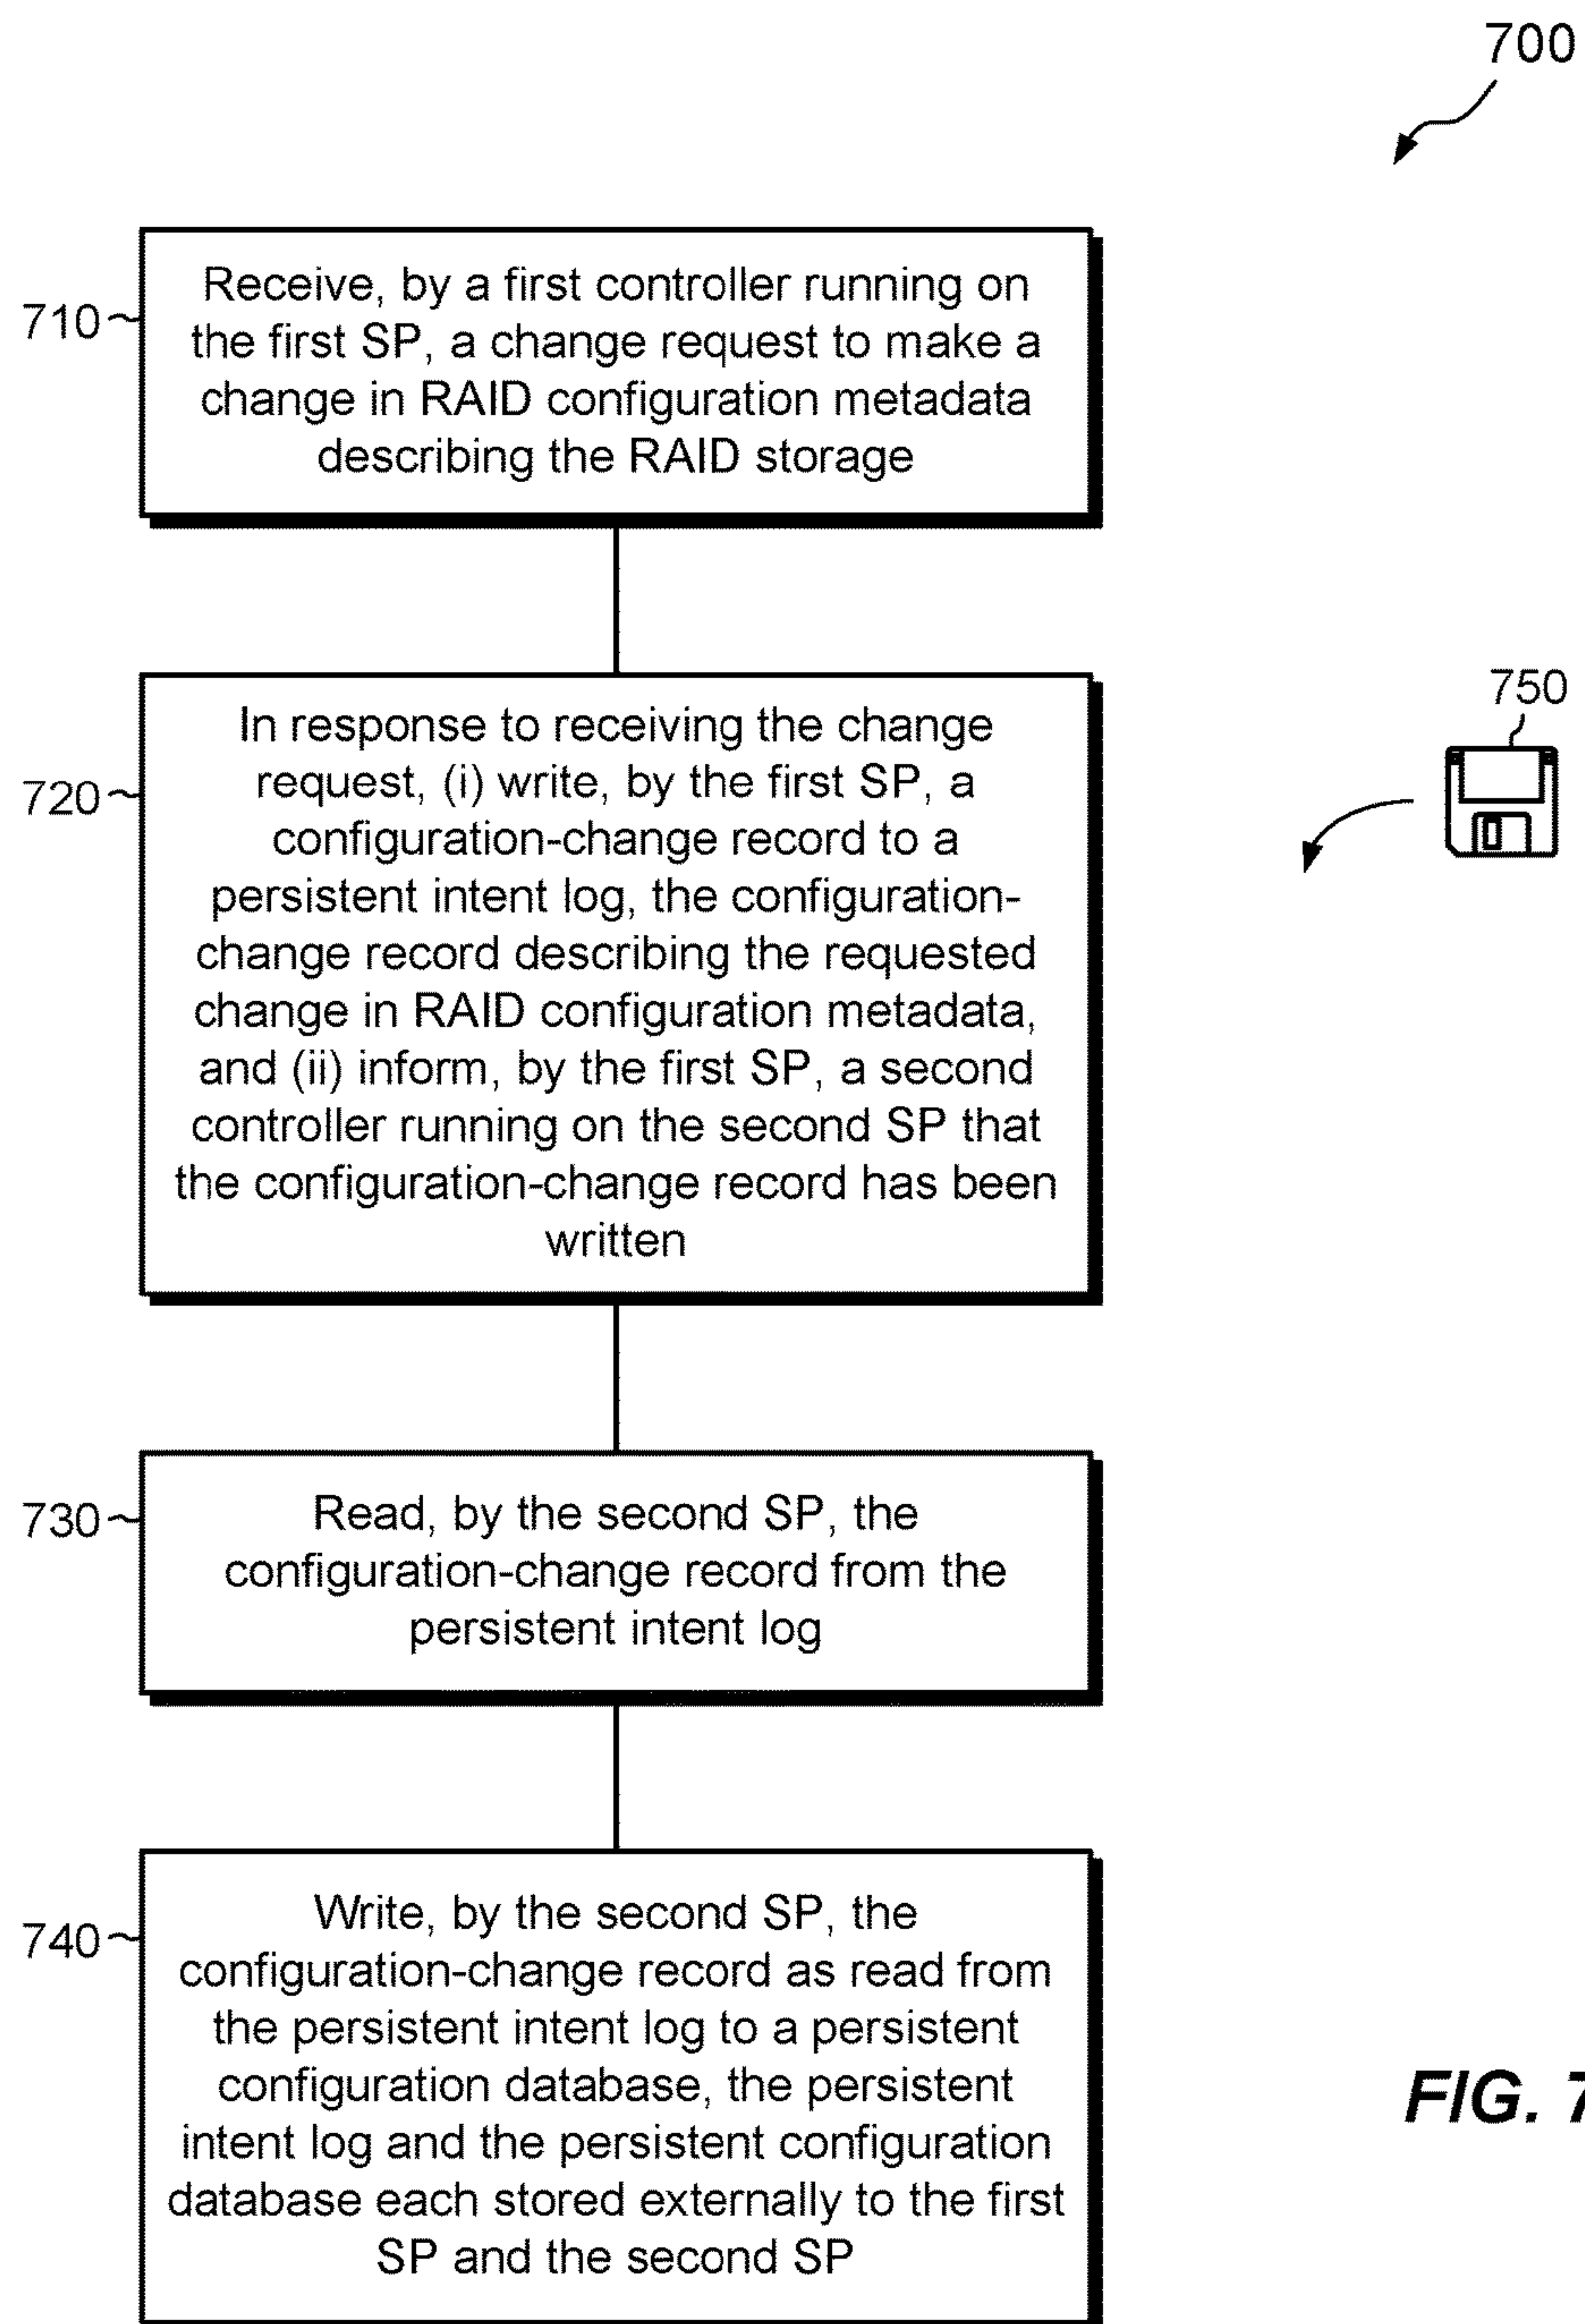 700
710
Receive, by a first controller running on
the first SP, a change request to make a
change in RAID configuration metadata
describing the RAID storage
720
In response to receiving the change
request, (i) write, by the first SP, a
configuration-change record to a
persistent intent log, the configuration-
change record describing the requested
change in RAID configuration metadata,
and (ii) inform, by the first SP, a second
controller running on the second SP that
the configuration-change record has been
written
750
730
Read, by the second SP, the
configuration-change record from the
persistent intent log
740
Write, by the second SP, the
configuration-change record as read from
the persistent intent log to a persistent
configuration database, the persistent
intent log and the persistent configuration
database each stored externally to the first
SP and the second SP
FIG. 7